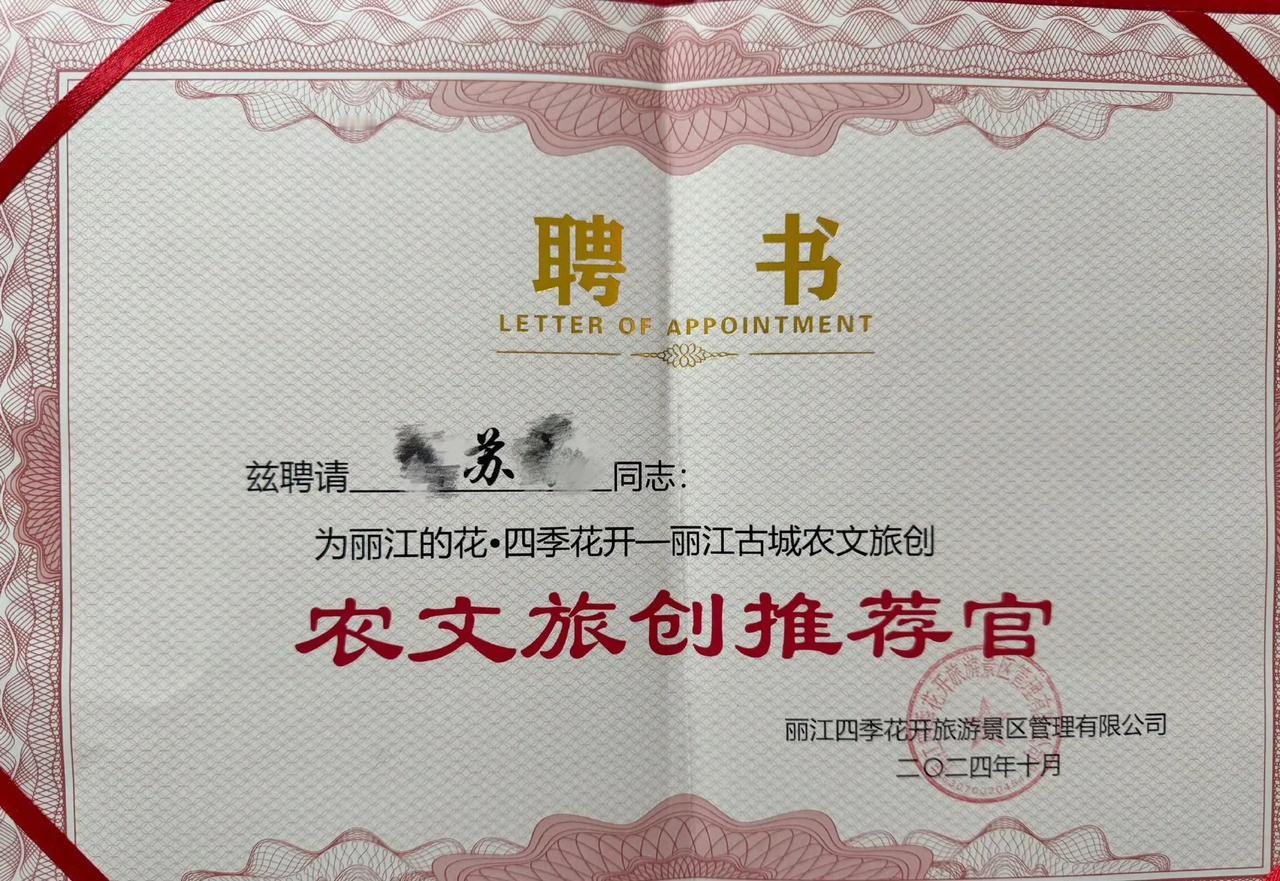 聘 书
LETTER OF APPOINTMENT
兹聘请 苏 同志：
为丽江的花•四季花开—丽江古城农文旅创
农文旅创推荐官
丽江四季花开旅游景区管理有限公司
二〇二四年十月